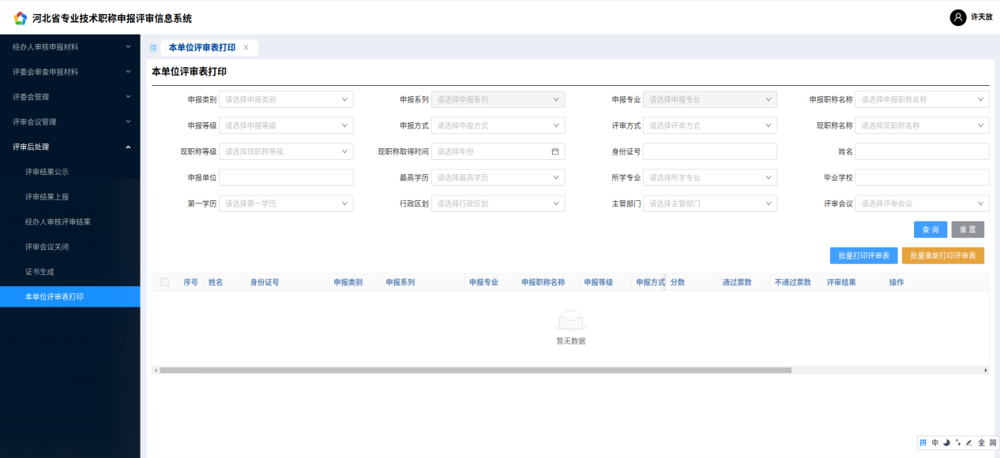 河北省专业技术职称申报评审信息系统
许天放
经办人审核申报材料
评委会审查申报材料
评委会管理
评审会议管理
评审后处理
评审结果公示
评审结果上报
经办人审核评审结果
评审会议关闭
证书生成
本单位评审表打印
本单位评审表打印 ×
本单位评审表打印
申报类别 请选择申报类别 申报系列 请选择申报系列 申报专业 请选择申报专业 申报职称名称 请选择申报职称名称
申报等级 请选择申报等级 申报方式 请选择申报方式 评审方式 请选择评审方式 现职称名称 请选择现职称名称
现职称等级 请选择现职称等级 现职称取得时间 请选择年份 身份证号 姓名
申报单位 最高学历 请选择最高学历 所学专业 请选择所学专业 毕业学校
第一学历 请选择第一学历 行政区划 请选择行政区划 主管部门 请选择主管部门 评审会议 请选择评审会议
查 询 重 置
批量打印评审表 批量重新打印评审表
序号 姓名 身份证号 申报类别 申报系列 申报专业 申报职称名称 申报等级 申报方式 分数 通过票数 不通过票数 评审结果 操作
暂无数据
拼 中 °, 全 简